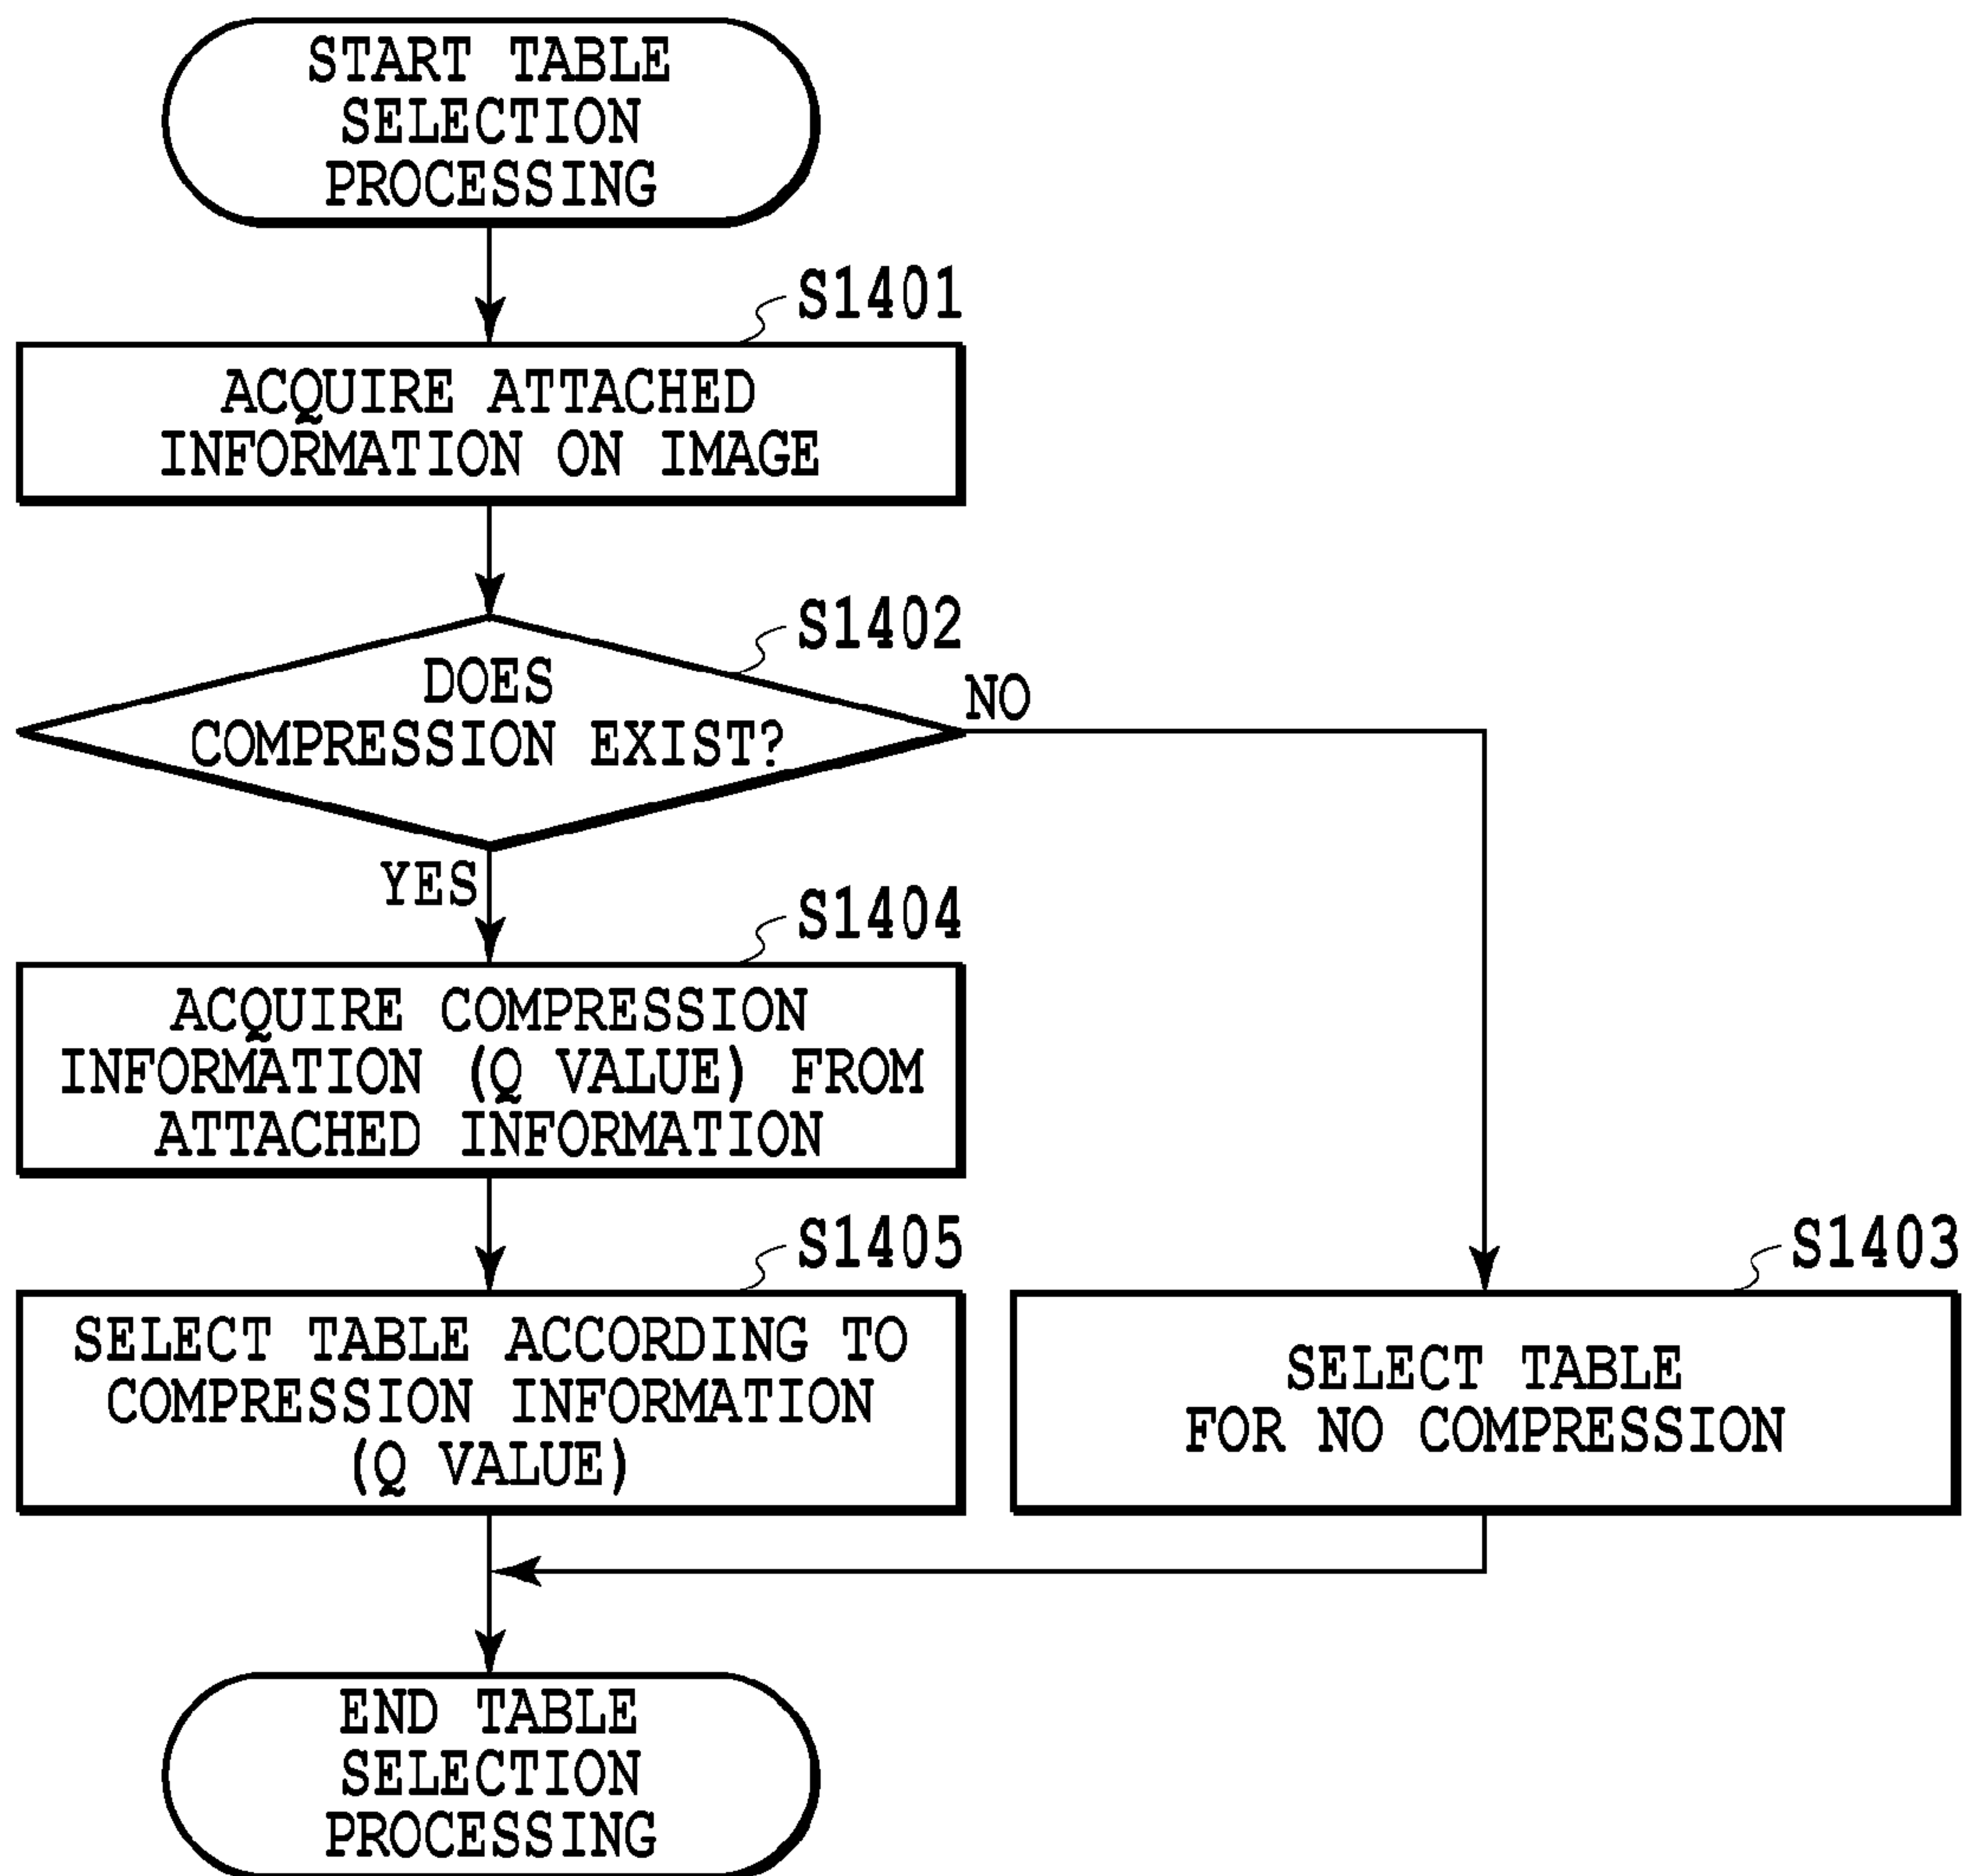 START TABLE
SELECTION
PROCESSING
S1401
ACQUIRE ATTACHED
INFORMATION ON IMAGE
S1402
DOES
COMPRESSION EXIST?
NO
YES
S1404
ACQUIRE COMPRESSION
INFORMATION (Q VALUE) FROM
ATTACHED INFORMATION
S1405
SELECT TABLE ACCORDING TO
COMPRESSION INFORMATION
(Q VALUE)
S1403
SELECT TABLE
FOR NO COMPRESSION
END TABLE
SELECTION
PROCESSING